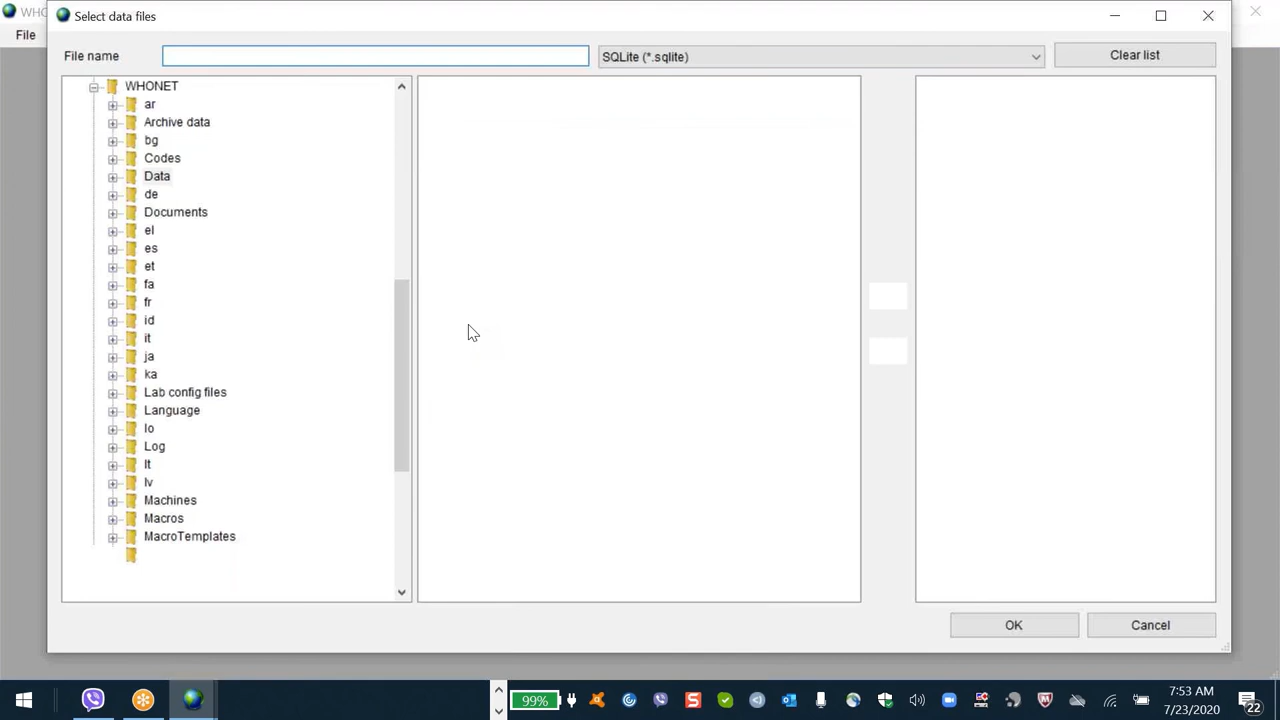 WHO
Select data files
File
File name
SQLite (*.sqlite)
Clear list
WHONET
ar
Archive data
bg
Codes
Data
de
Documents
el
es
et
fa
fr
id
it
ja
ka
Lab config files
Language
lo
Log
lt
lv
Machines
Macros
MacroTemplates
OK
Cancel
99%
7:53 AM
7/23/2020
22